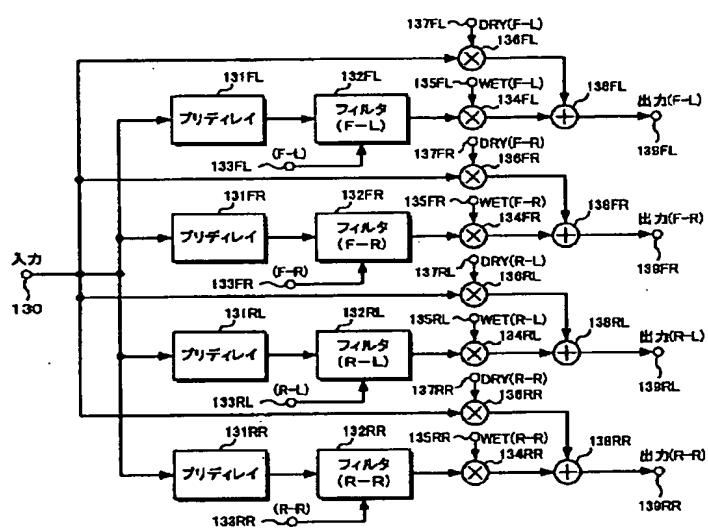 137FL DRY(F-L)
136FL
131FL
132FL
135FL WET(F-L)
134FL
138FL
出力(F-L)
139FL
プリディレイ
フィルタ
(F-L)
133FL (F-L)
137FR DRY(F-R)
136FR
131FR
132FR
135FR WET(F-R)
134FR
138FR
出力(F-R)
139FR
プリディレイ
フィルタ
(F-R)
133FR (F-R)
入力
130
137RL DRY(R-L)
136RL
131RL
132RL
135RL WET(R-L)
134RL
138RL
出力(R-L)
139RL
プリディレイ
フィルタ
(R-L)
133RL (R-L)
137RR DRY(R-R)
136RR
131RR
132RR
135RR WET(R-R)
134RR
138RR
出力(R-R)
139RR
プリディレイ
フィルタ
(R-R)
133RR (R-R)